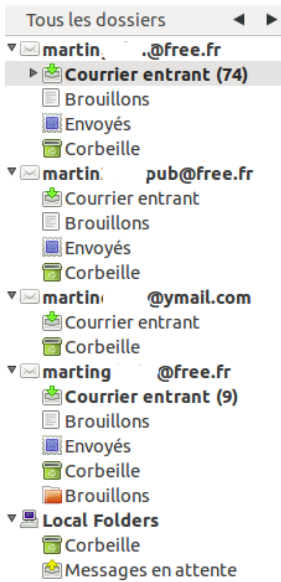 Tous les dossiers
martin .@free.fr
Courrier entrant (74)
Brouillons
Envoyés
Corbeille
martin pub@free.fr
Courrier entrant
Brouillons
Envoyés
Corbeille
martin @ymail.com
Courrier entrant
Corbeille
marting @free.fr
Courrier entrant (9)
Brouillons
Envoyés
Corbeille
Brouillons
Local Folders
Corbeille
Messages en attente